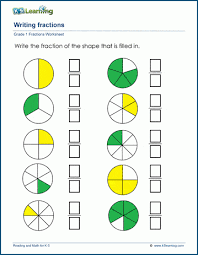 K5 Learning
Writing fractions
Grade 1 Fractions Worksheet
Write the fraction of the shape that is filled in.
Reading and Math for K-5
© www.k5learning.com